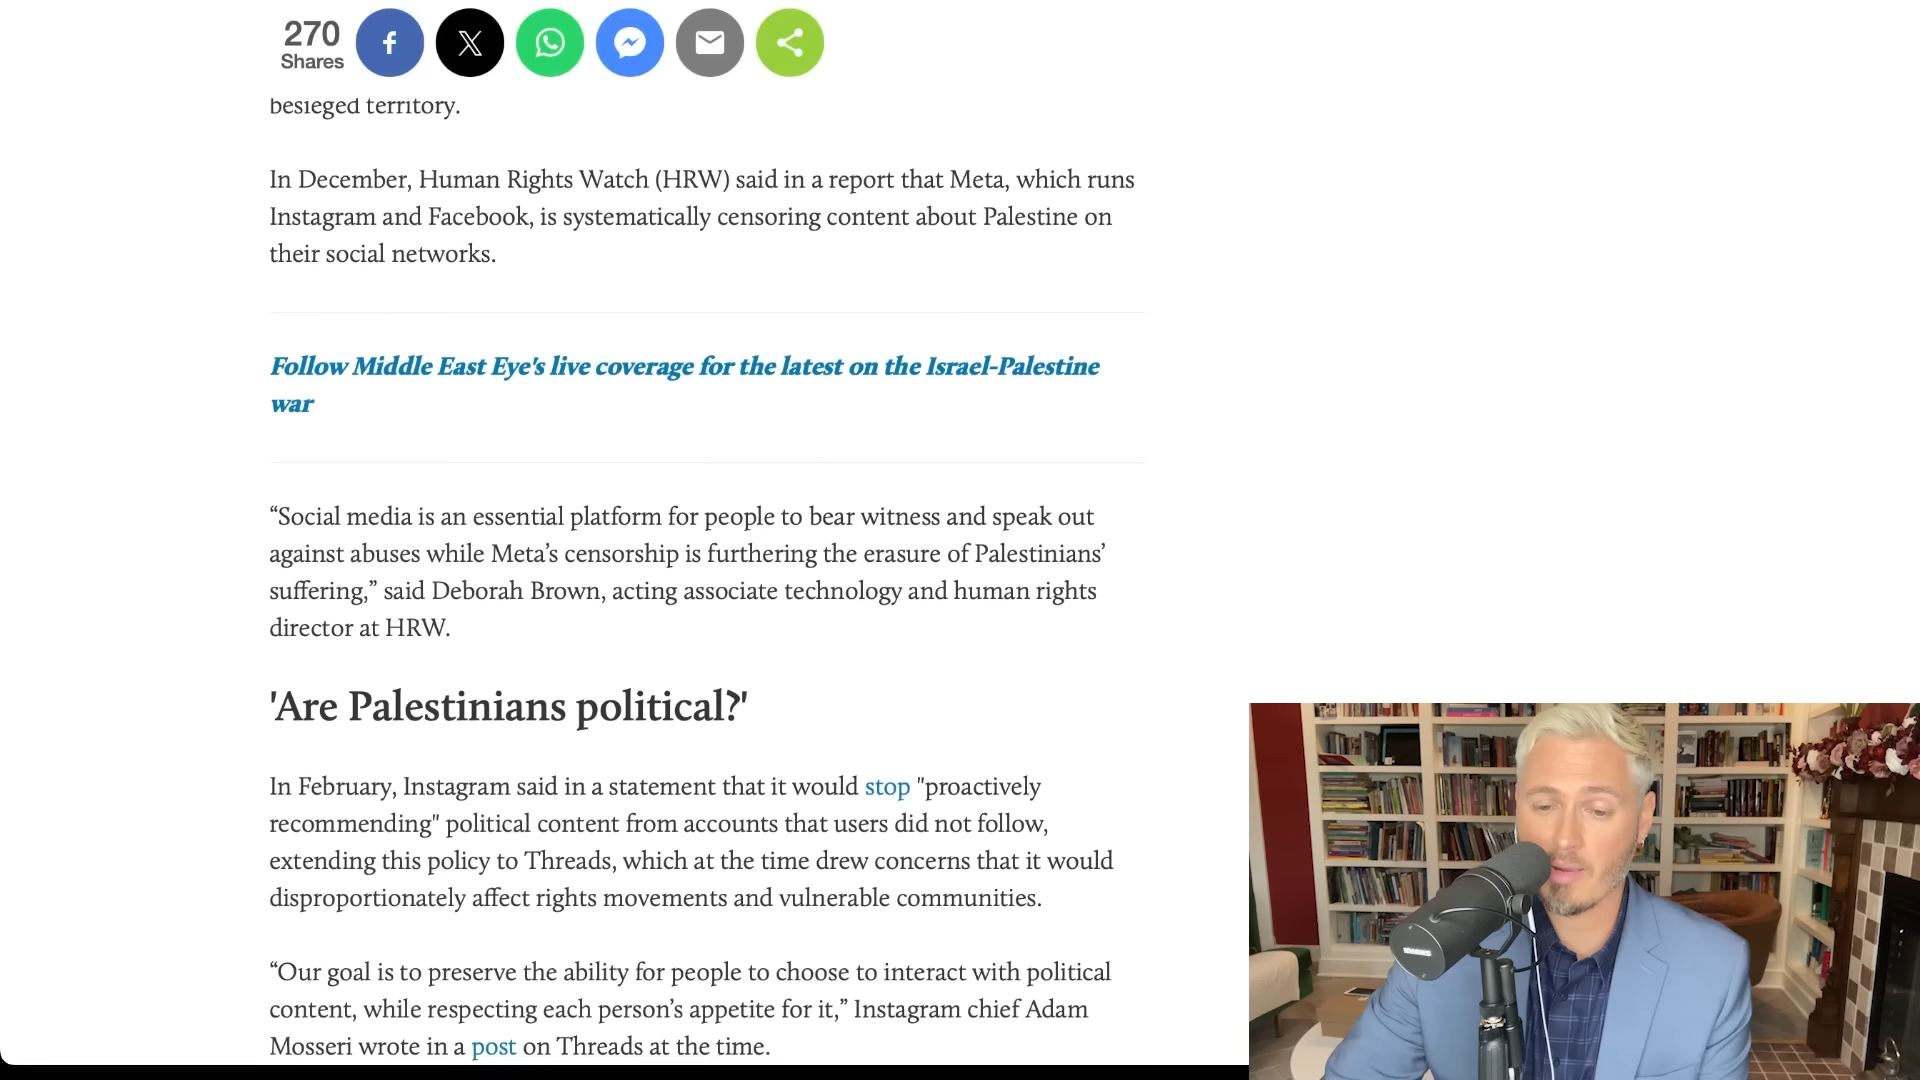 270
Shares
besieged territory.
In December, Human Rights Watch (HRW) said in a report that Meta, which runs
Instagram and Facebook, is systematically censoring content about Palestine on
their social networks.
Follow Middle East Eye's live coverage for the latest on the Israel-Palestine
war
“Social media is an essential platform for people to bear witness and speak out
against abuses while Meta’s censorship is furthering the erasure of Palestinians’
suffering,” said Deborah Brown, acting associate technology and human rights
director at HRW.
'Are Palestinians political?'
In February, Instagram said in a statement that it would stop "proactively
recommending" political content from accounts that users did not follow,
extending this policy to Threads, which at the time drew concerns that it would
disproportionately affect rights movements and vulnerable communities.
“Our goal is to preserve the ability for people to choose to interact with political
content, while respecting each person’s appetite for it,” Instagram chief Adam
Mosseri wrote in a post on Threads at the time.